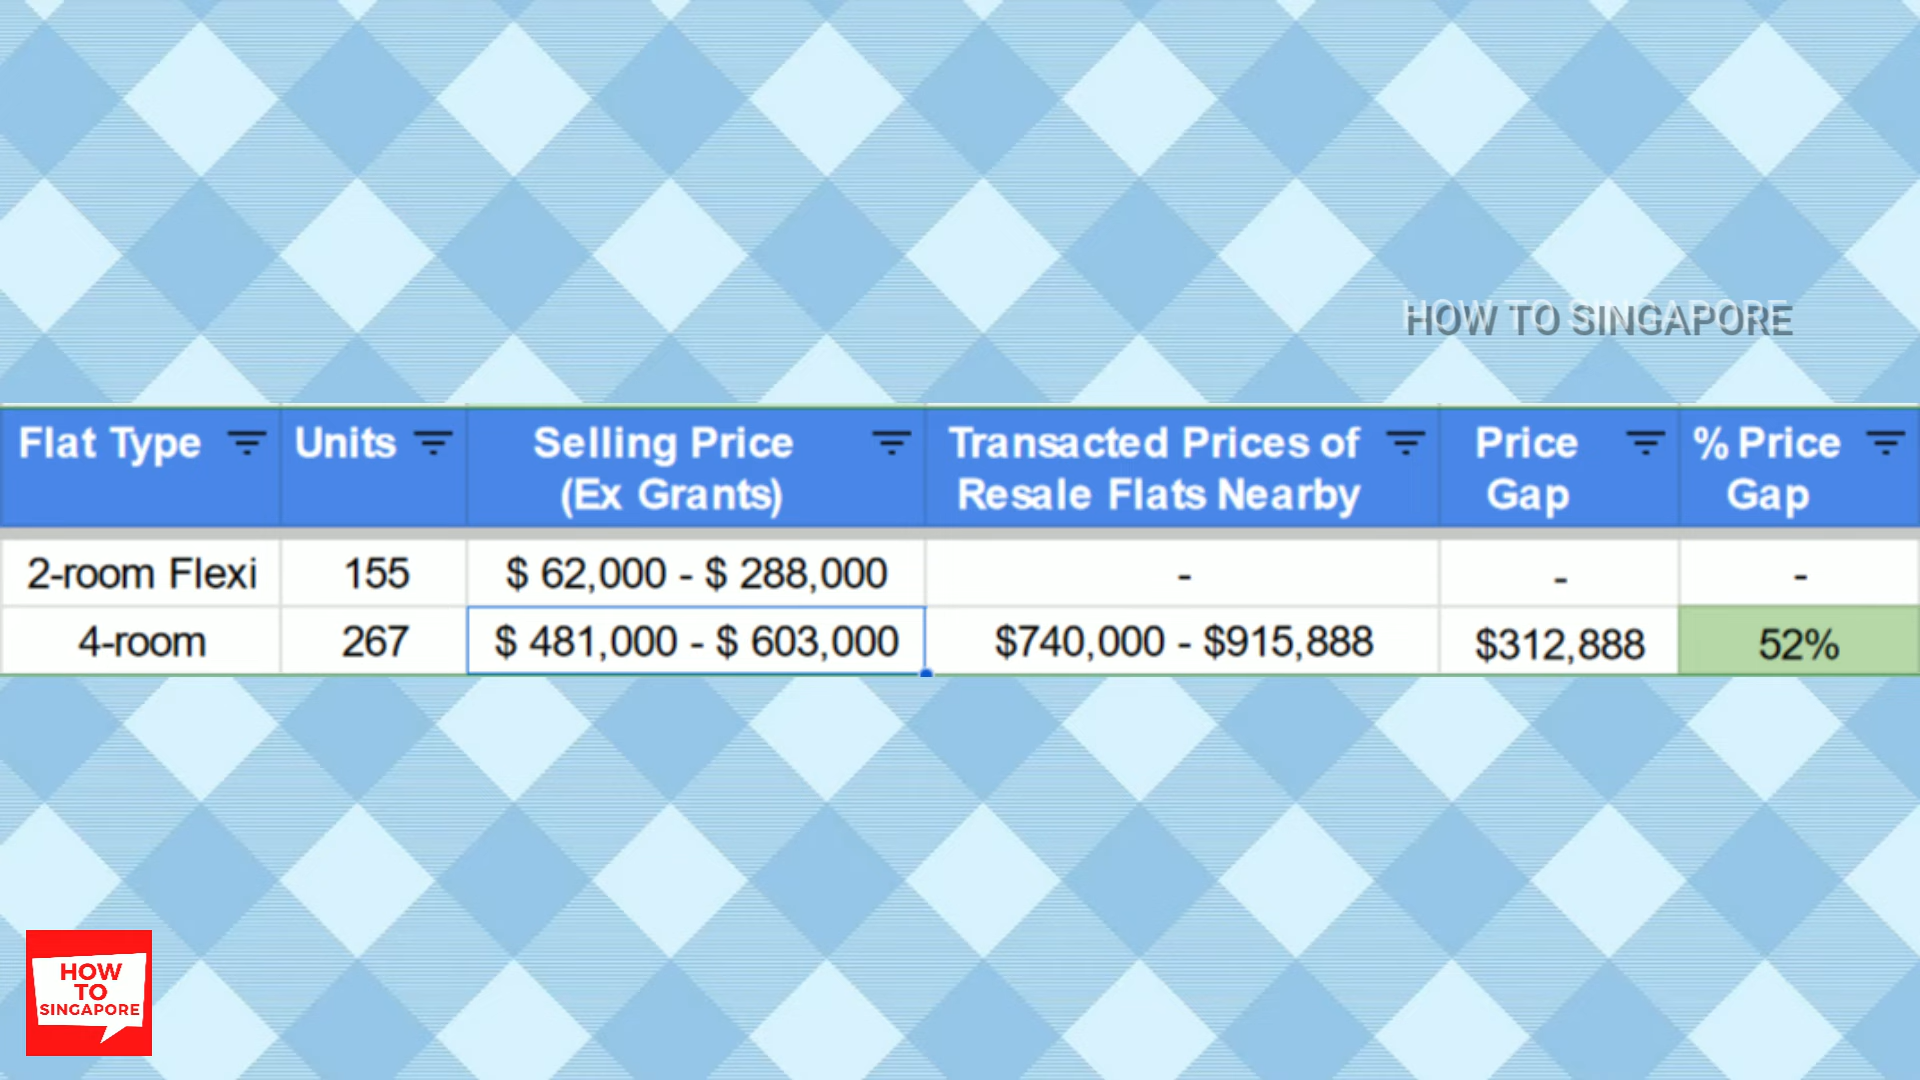 HOW TO SINGAPORE
Flat Type Units Selling Price Transacted Prices of Price % Price
(Ex Grants) Resale Flats Nearby Gap Gap
2-room Flexi 155 $ 62,000 - $ 288,000 - - -
4-room 267 $ 481,000 - $ 603,000 $740,000 - $915,888 $312,888 52%
HOW
TO
SINGAPORE